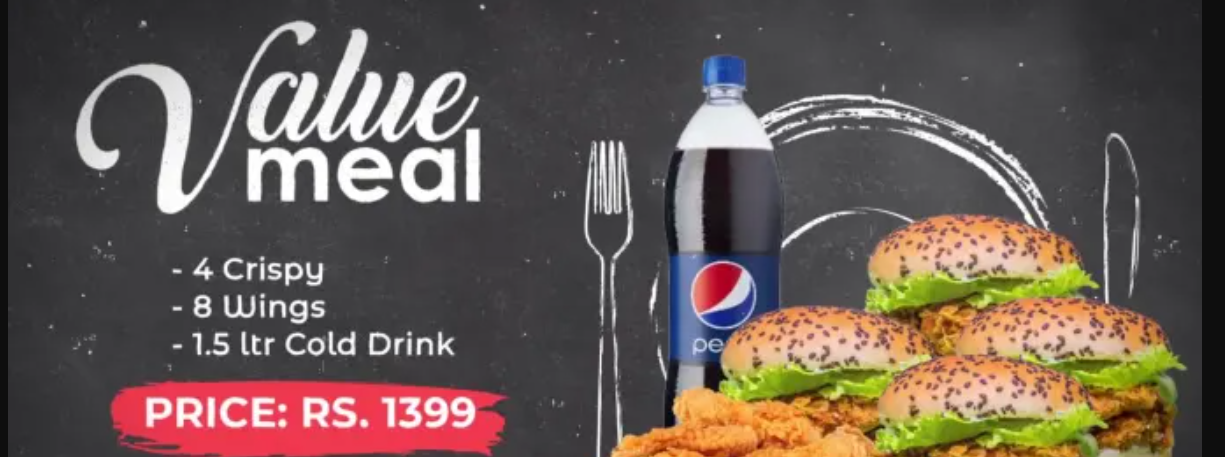 Value
meal
- 4 Crispy
- 8 Wings
- 1.5 ltr Cold Drink
PRICE: RS. 1399
pe